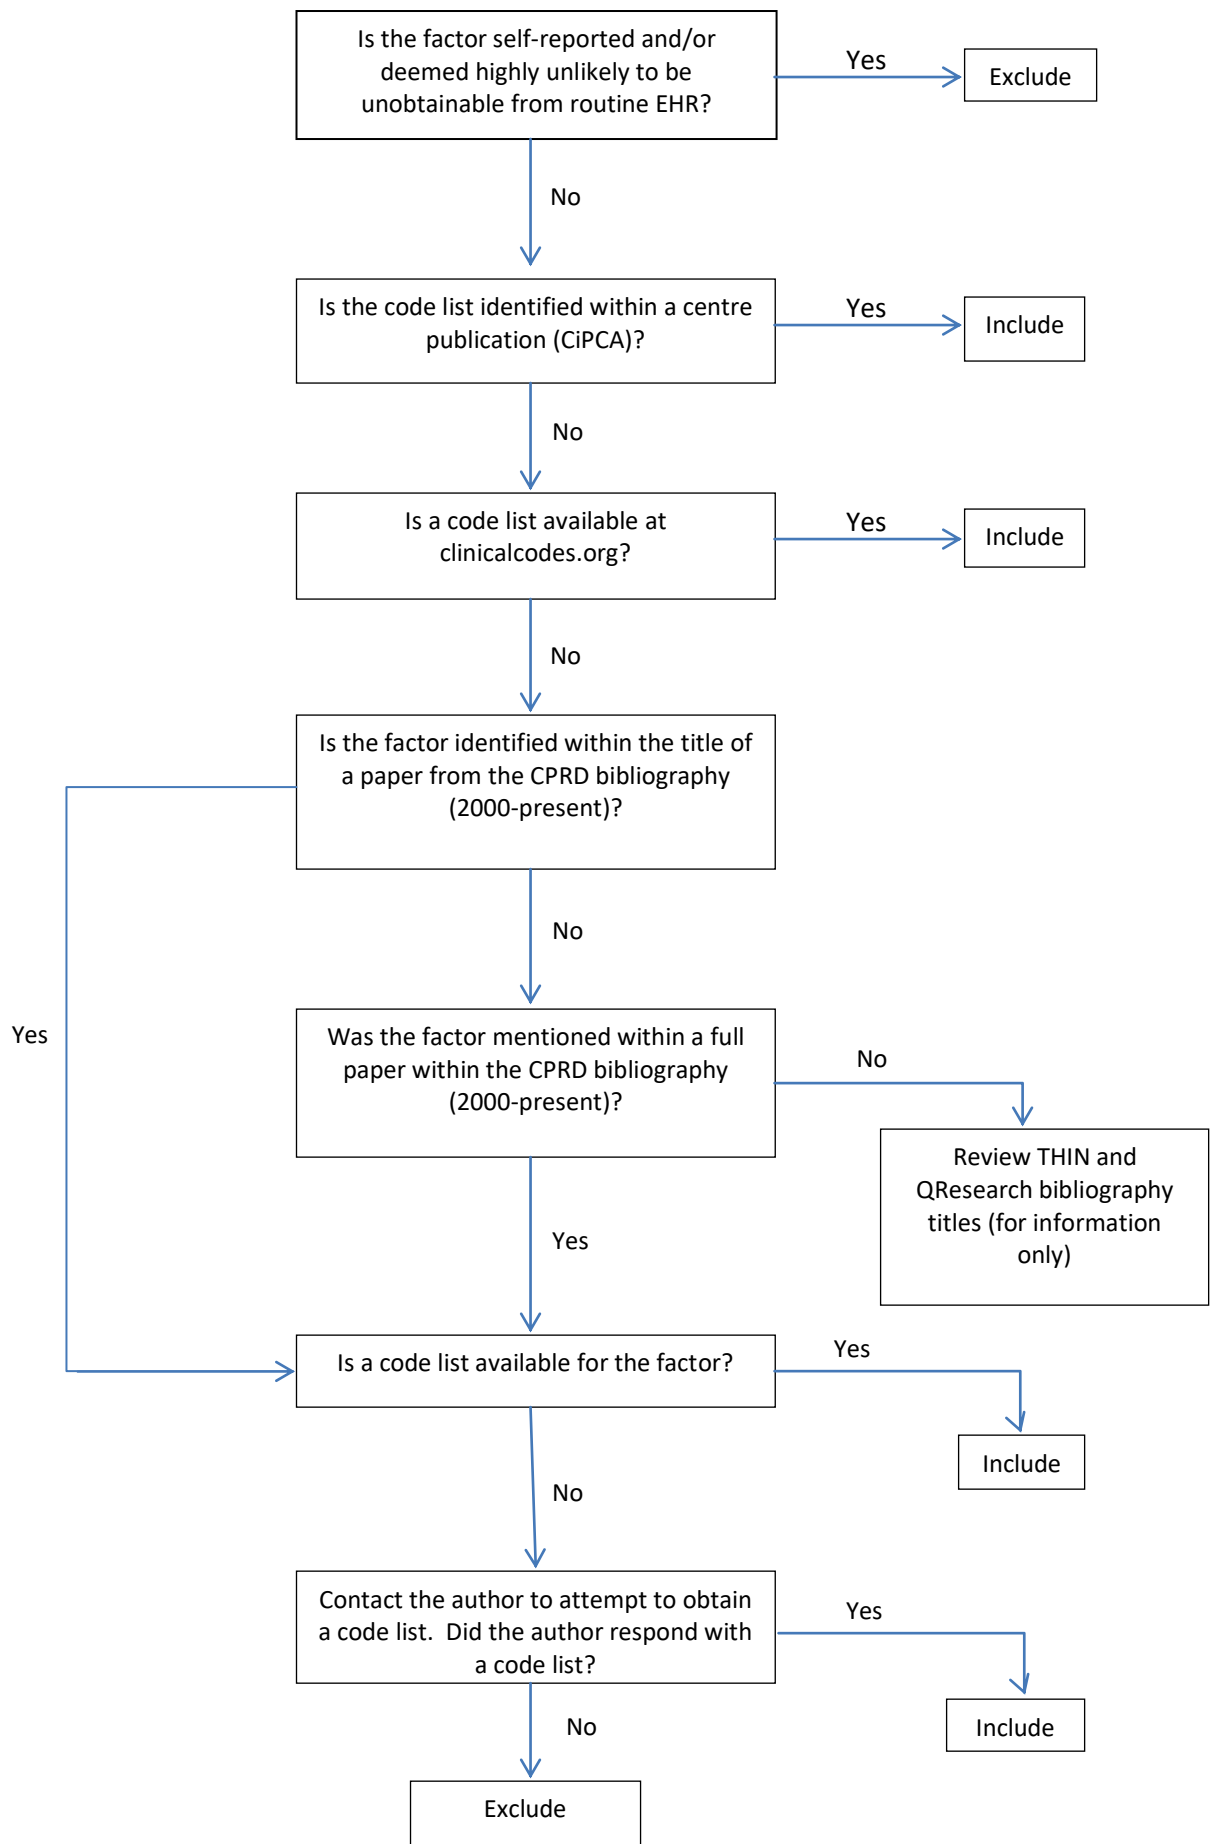 Is the factor self-reported and/or
deemed highly unlikely to be
unobtainable from routine EHR?
Yes
Exclude
No
Is the code list identified within a centre
publication (CiPCA)?
Yes
Include
No
Is a code list available at
clinicalcodes.org?
Yes
Include
No
Is the factor identified within the title of
a paper from the CPRD bibliography
(2000-present)?
No
Yes
Was the factor mentioned within a full
paper within the CPRD bibliography
(2000-present)?
No
Review THIN and
QResearch bibliography
titles (for information
only)
Yes
Is a code list available for the factor?
Yes
Include
No
Contact the author to attempt to obtain
a code list.  Did the author respond with
a code list?
Yes
Include
No
Exclude